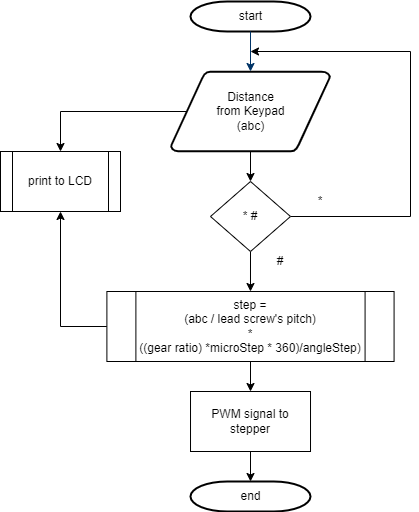 start
Distance
from Keypad
(abc)
print to LCD
* #
*
#
step =
(abc / lead screw's pitch)
*
((gear ratio) *microStep * 360)/angleStep)
PWM signal to
stepper
end